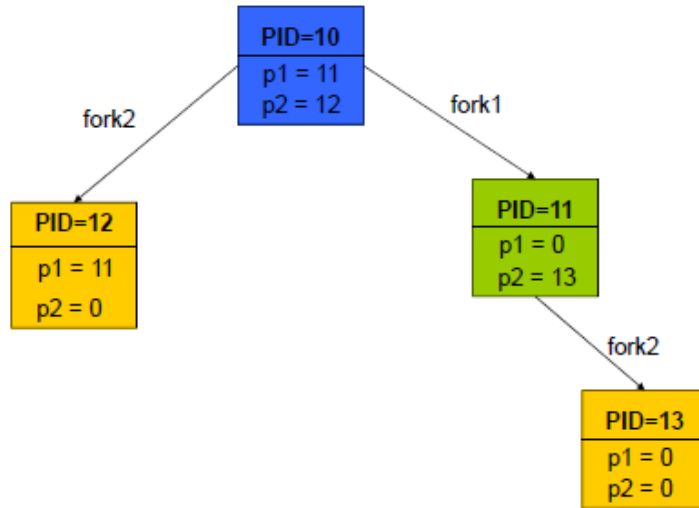 PID=10
p1 = 11
p2 = 12
fork2
fork1
PID=12
p1 = 11
p2 = 0
PID=11
p1 = 0
p2 = 13
fork2
PID=13
p1 = 0
p2 = 0